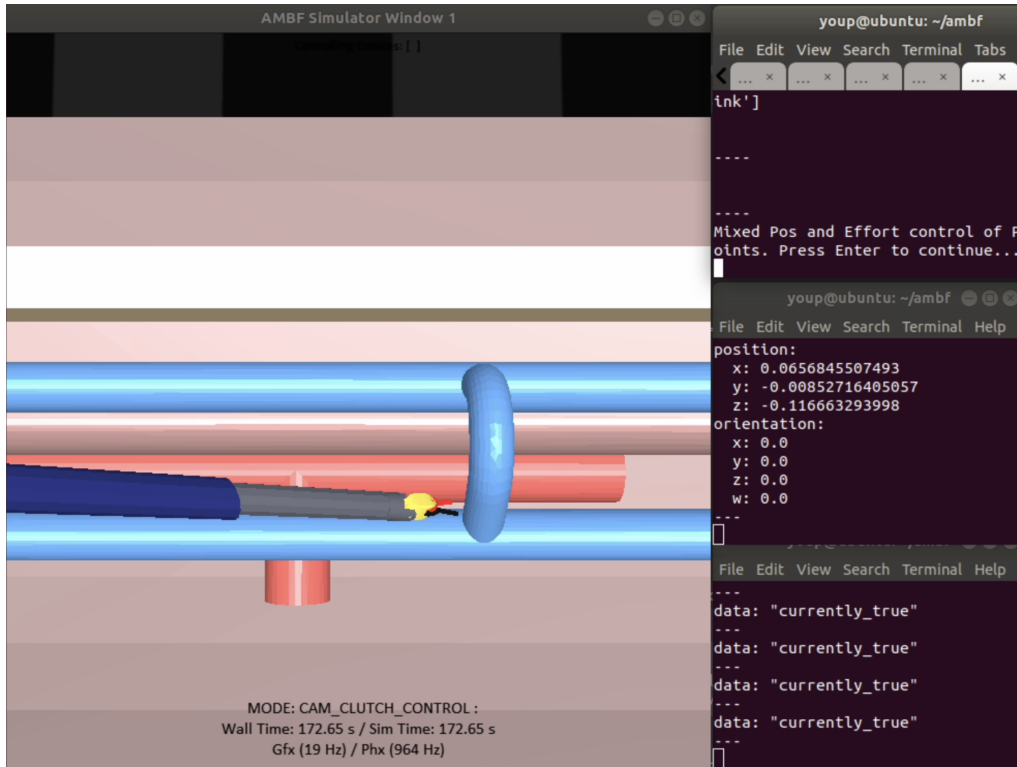 AMBF Simulator Window 1
MODE: CAM_CLUTCH_CONTROL :
Wall Time: 172.65 s / Sim Time: 172.65 s
Gfx (19 Hz) / Phx (964 Hz)
youp@ubuntu: ~/ambf
File Edit View Search Terminal Tabs
... × ... × ... × ... × ... ×
ink']
----
----
Mixed Pos and Effort control of P
oints. Press Enter to continue...
youp@ubuntu: ~/ambf
File Edit View Search Terminal Help
position:
x: 0.0656845507493
y: -0.00852716405057
z: -0.116663293998
orientation:
x: 0.0
y: 0.0
z: 0.0
w: 0.0
---
File Edit View Search Terminal Help
---
data: "currently_true"
---
data: "currently_true"
---
data: "currently_true"
---
data: "currently_true"
---